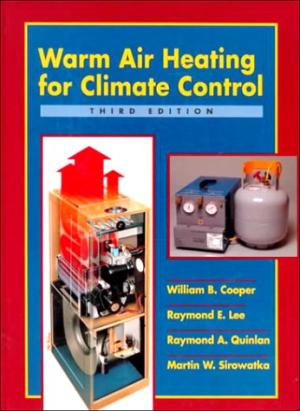 Warm Air Heating
for Climate Control
THIRD EDITION
William B. Cooper
Raymond E. Lee
Raymond A. Quinlan
Martin W. Sirowatka